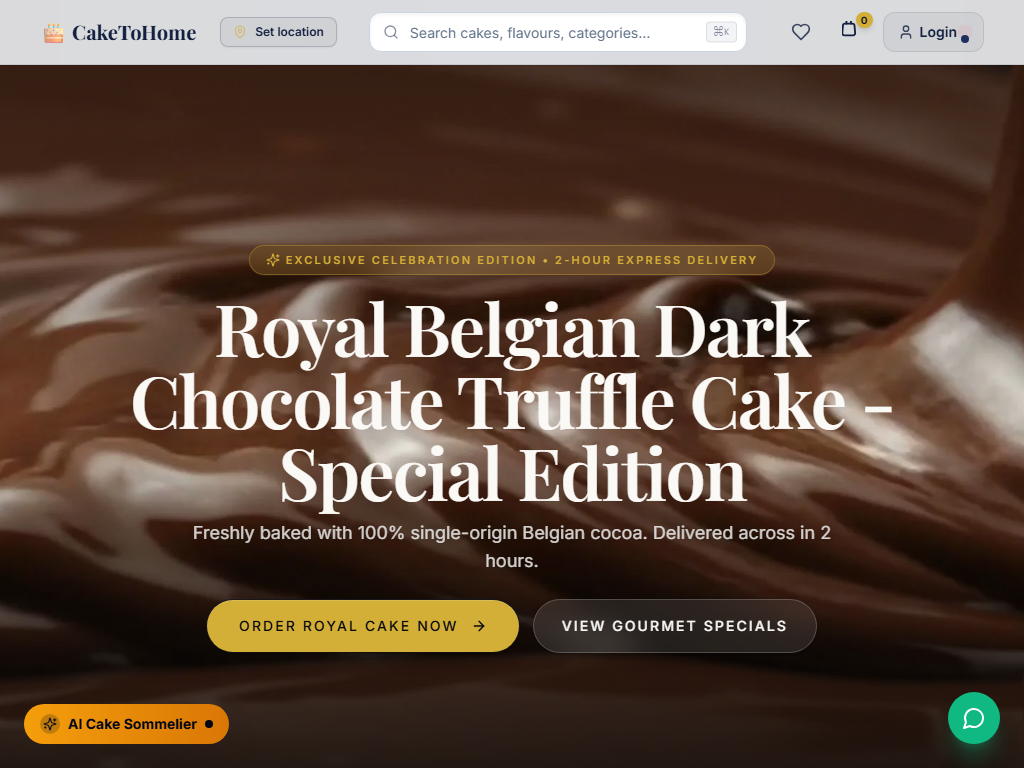 CakeToHome
Set location
Search cakes, flavours, categories...
⌘K
0
Login
EXCLUSIVE CELEBRATION EDITION • 2-HOUR EXPRESS DELIVERY
Royal Belgian Dark
Chocolate Truffle Cake –
Special Edition
Freshly baked with 100% single-origin Belgian cocoa. Delivered across in 2
hours.
ORDER ROYAL CAKE NOW →
VIEW GOURMET SPECIALS
AI Cake Sommelier